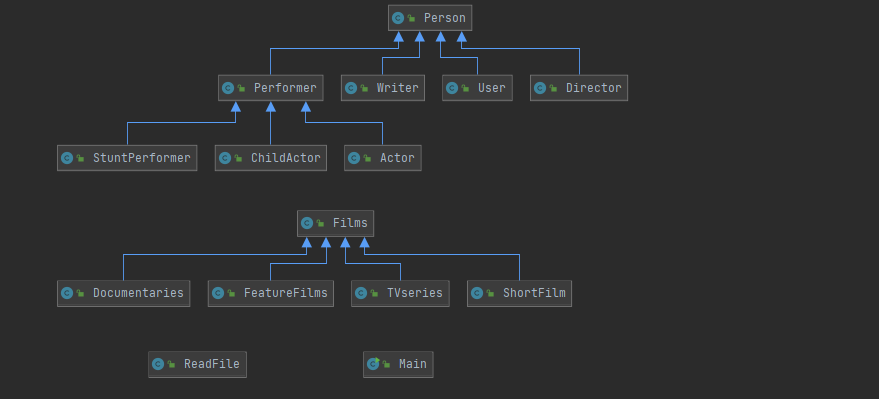 Person
Performer Writer User Director
StuntPerformer ChildActor Actor
Films
Documentaries FeatureFilms TVseries ShortFilm
ReadFile Main